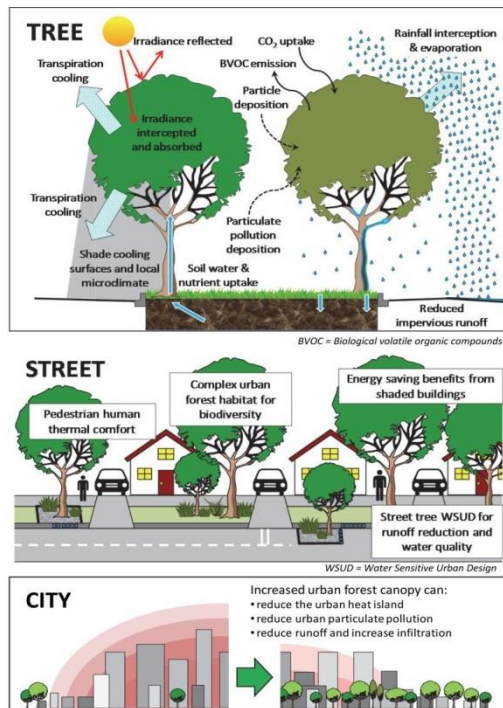 TREE
Irradiance reflected
Transpiration
cooling
Irradiance
intercepted
and absorbed
Transpiration
cooling
Shade cooling
surfaces and local
microclimate
Soil water &
nutrient uptake
CO₂ uptake
BVOC emission
Particle
deposition
Particulate
pollution
deposition
Rainfall interception
& evaporation
Reduced
impervious runoff
BVOC = Biological volatile organic compounds
STREET
Pedestrian human
thermal comfort
Complex urban
forest habitat for
biodiversity
Energy saving benefits from
shaded buildings
Street tree WSUD for
runoff reduction and
water quality
WSUD = Water Sensitive Urban Design
CITY
Increased urban forest canopy can:
• reduce the urban heat island
• reduce urban particulate pollution
• reduce runoff and increase infiltration